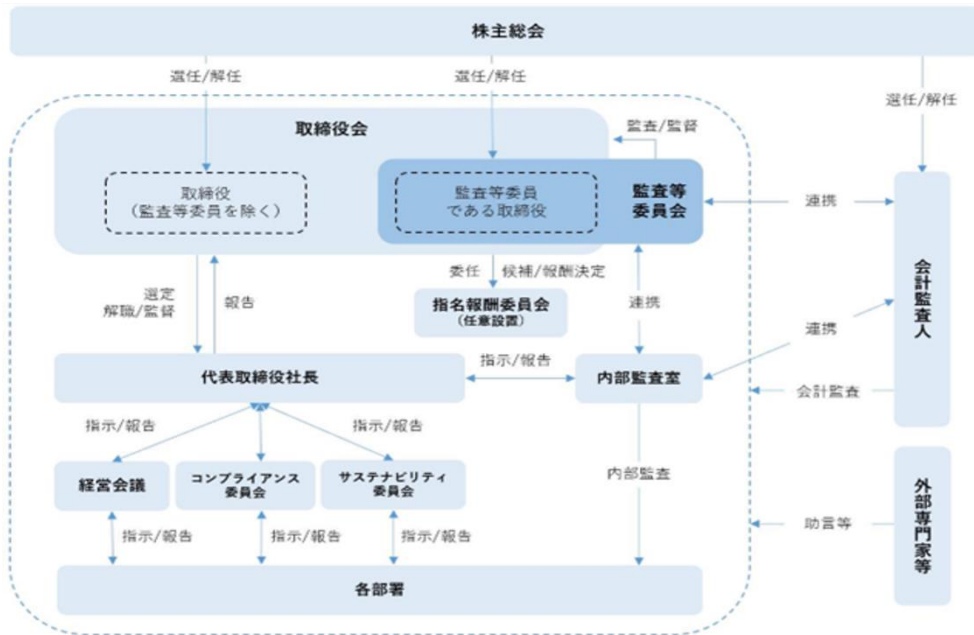 株主総会
選任/解任
選任/解任
選任/解任
取締役会
監査/監督
取締役
（監査等委員を除く）
監査等委員
である取締役
監査等
委員会
連携
会計監査人
選定
解職/監督
報告
委任
候補/報酬決定
指名報酬委員会
（任意設置）
連携
連携
代表取締役社長
指示/報告
内部監査室
会計監査
指示/報告
指示/報告
経営会議
コンプライアンス
委員会
サステナビリティ
委員会
内部監査
外部専門家等
指示/報告
指示/報告
指示/報告
助言等
各部署